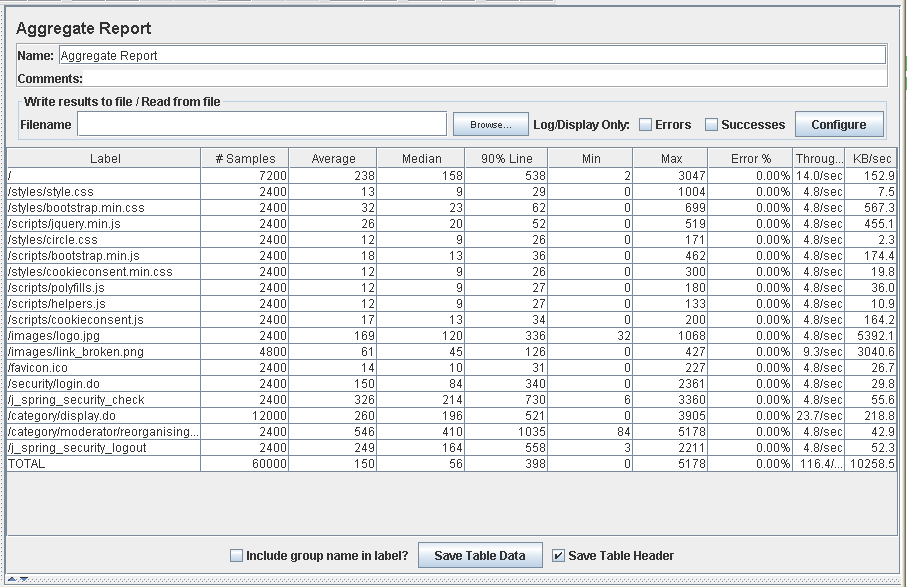 Aggregate Report
Name: Aggregate Report
Comments:
Write results to file / Read from file
Filename Browse... Log/Display Only: Errors Successes Configure
Label # Samples Average Median 90% Line Min Max Error % Throug... KB/sec
/ 7200 238 158 538 2 3047 0.00% 14.0/sec 152.9
/styles/style.css 2400 13 9 29 0 1004 0.00% 4.8/sec 7.5
/styles/bootstrap.min.css 2400 32 23 62 0 699 0.00% 4.8/sec 567.3
/scripts/jquery.min.js 2400 26 20 52 0 519 0.00% 4.8/sec 455.1
/styles/circle.css 2400 12 9 26 0 171 0.00% 4.8/sec 2.3
/scripts/bootstrap.min.js 2400 18 13 36 0 462 0.00% 4.8/sec 174.4
/styles/cookieconsent.min.css 2400 12 9 26 0 300 0.00% 4.8/sec 19.8
/scripts/polyfills.js 2400 12 9 27 0 180 0.00% 4.8/sec 36.0
/scripts/helpers.js 2400 12 9 27 0 133 0.00% 4.8/sec 10.9
/scripts/cookieconsent.js 2400 17 13 34 0 200 0.00% 4.8/sec 164.2
/images/logo.jpg 2400 169 120 336 32 1068 0.00% 4.8/sec 5392.1
/images/link_broken.png 4800 61 45 126 0 427 0.00% 9.3/sec 3040.6
/favicon.ico 2400 14 10 31 0 227 0.00% 4.8/sec 26.7
/security/login.do 2400 150 84 340 0 2361 0.00% 4.8/sec 29.8
/j_spring_security_check 2400 326 214 730 6 3360 0.00% 4.8/sec 55.6
/category/display.do 12000 260 196 521 0 3905 0.00% 23.7/sec 218.8
/category/moderator/reorganising... 2400 546 410 1035 84 5178 0.00% 4.8/sec 42.9
/j_spring_security_logout 2400 249 164 558 3 2211 0.00% 4.8/sec 52.3
TOTAL 60000 150 56 398 0 5178 0.00% 116.4/... 10258.5
Include group name in label? Save Table Data Save Table Header